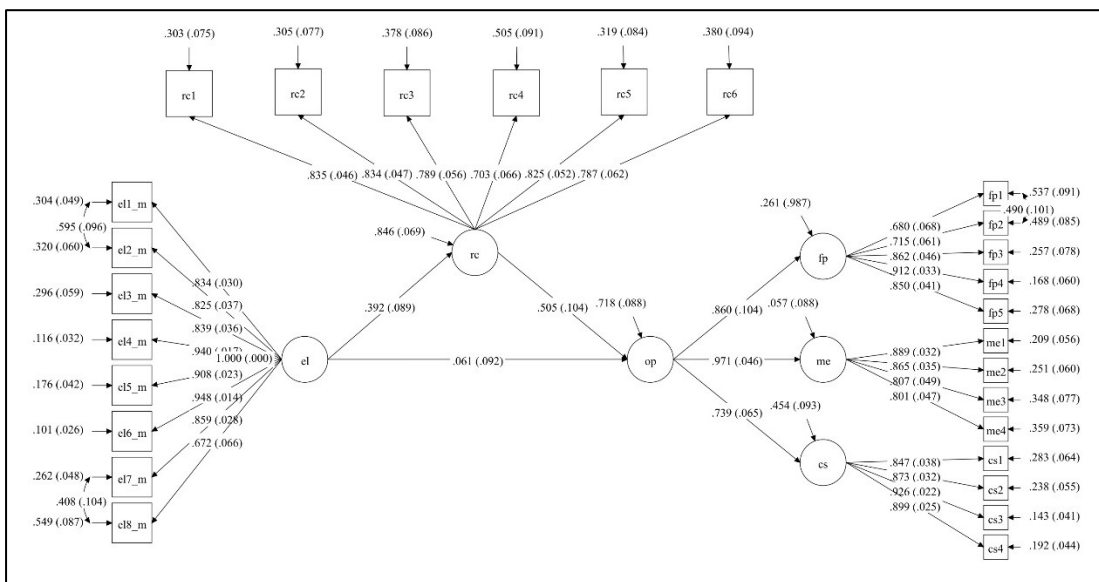 .303 (.075)
.305 (.077)
.378 (.086)
.505 (.091)
.319 (.084)
.380 (.094)
rc1
rc2
rc3
rc4
rc5
rc6
.835 (.046)
.834 (.047)
.789 (.056)
.703 (.066)
.825 (.052)
.787 (.062)
.846 (.069)
rc
.304 (.049)
el1_m
.595 (.096)
.320 (.060)
el2_m
.296 (.059)
el3_m
.116 (.032)
el4_m
.176 (.042)
el5_m
.101 (.026)
el6_m
.262 (.048)
el7_m
.408 (.104)
.549 (.087)
el8_m
.834 (.030)
.825 (.037)
.839 (.036)
.940 (.017)
1.000 (.000)
.908 (.023)
.948 (.014)
.859 (.028)
.672 (.066)
el
.392 (.089)
.505 (.104)
.061 (.092)
.718 (.088)
op
.860 (.104)
.971 (.046)
.739 (.065)
.261 (.987)
fp
.057 (.088)
me
.454 (.093)
cs
.680 (.068)
.715 (.061)
.862 (.046)
.912 (.033)
.850 (.041)
.889 (.032)
.865 (.035)
.807 (.049)
.801 (.047)
.847 (.038)
.873 (.032)
.926 (.022)
.899 (.025)
fp1
.537 (.091)
.490 (.101)
fp2
.489 (.085)
fp3
.257 (.078)
fp4
.168 (.060)
fp5
.278 (.068)
me1
.209 (.056)
me2
.251 (.060)
me3
.348 (.077)
me4
.359 (.073)
cs1
.283 (.064)
cs2
.238 (.055)
cs3
.143 (.041)
cs4
.192 (.044)